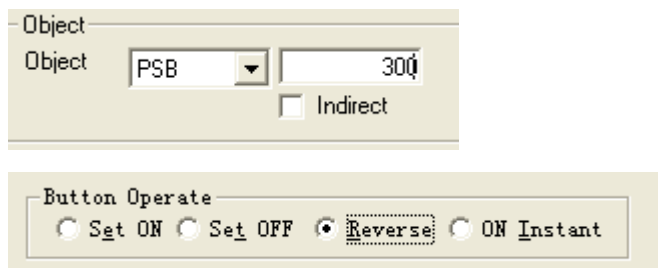 Object
Object PSB 300
Indirect
Button Operate
Set ON Set OFF Reverse ON Instant